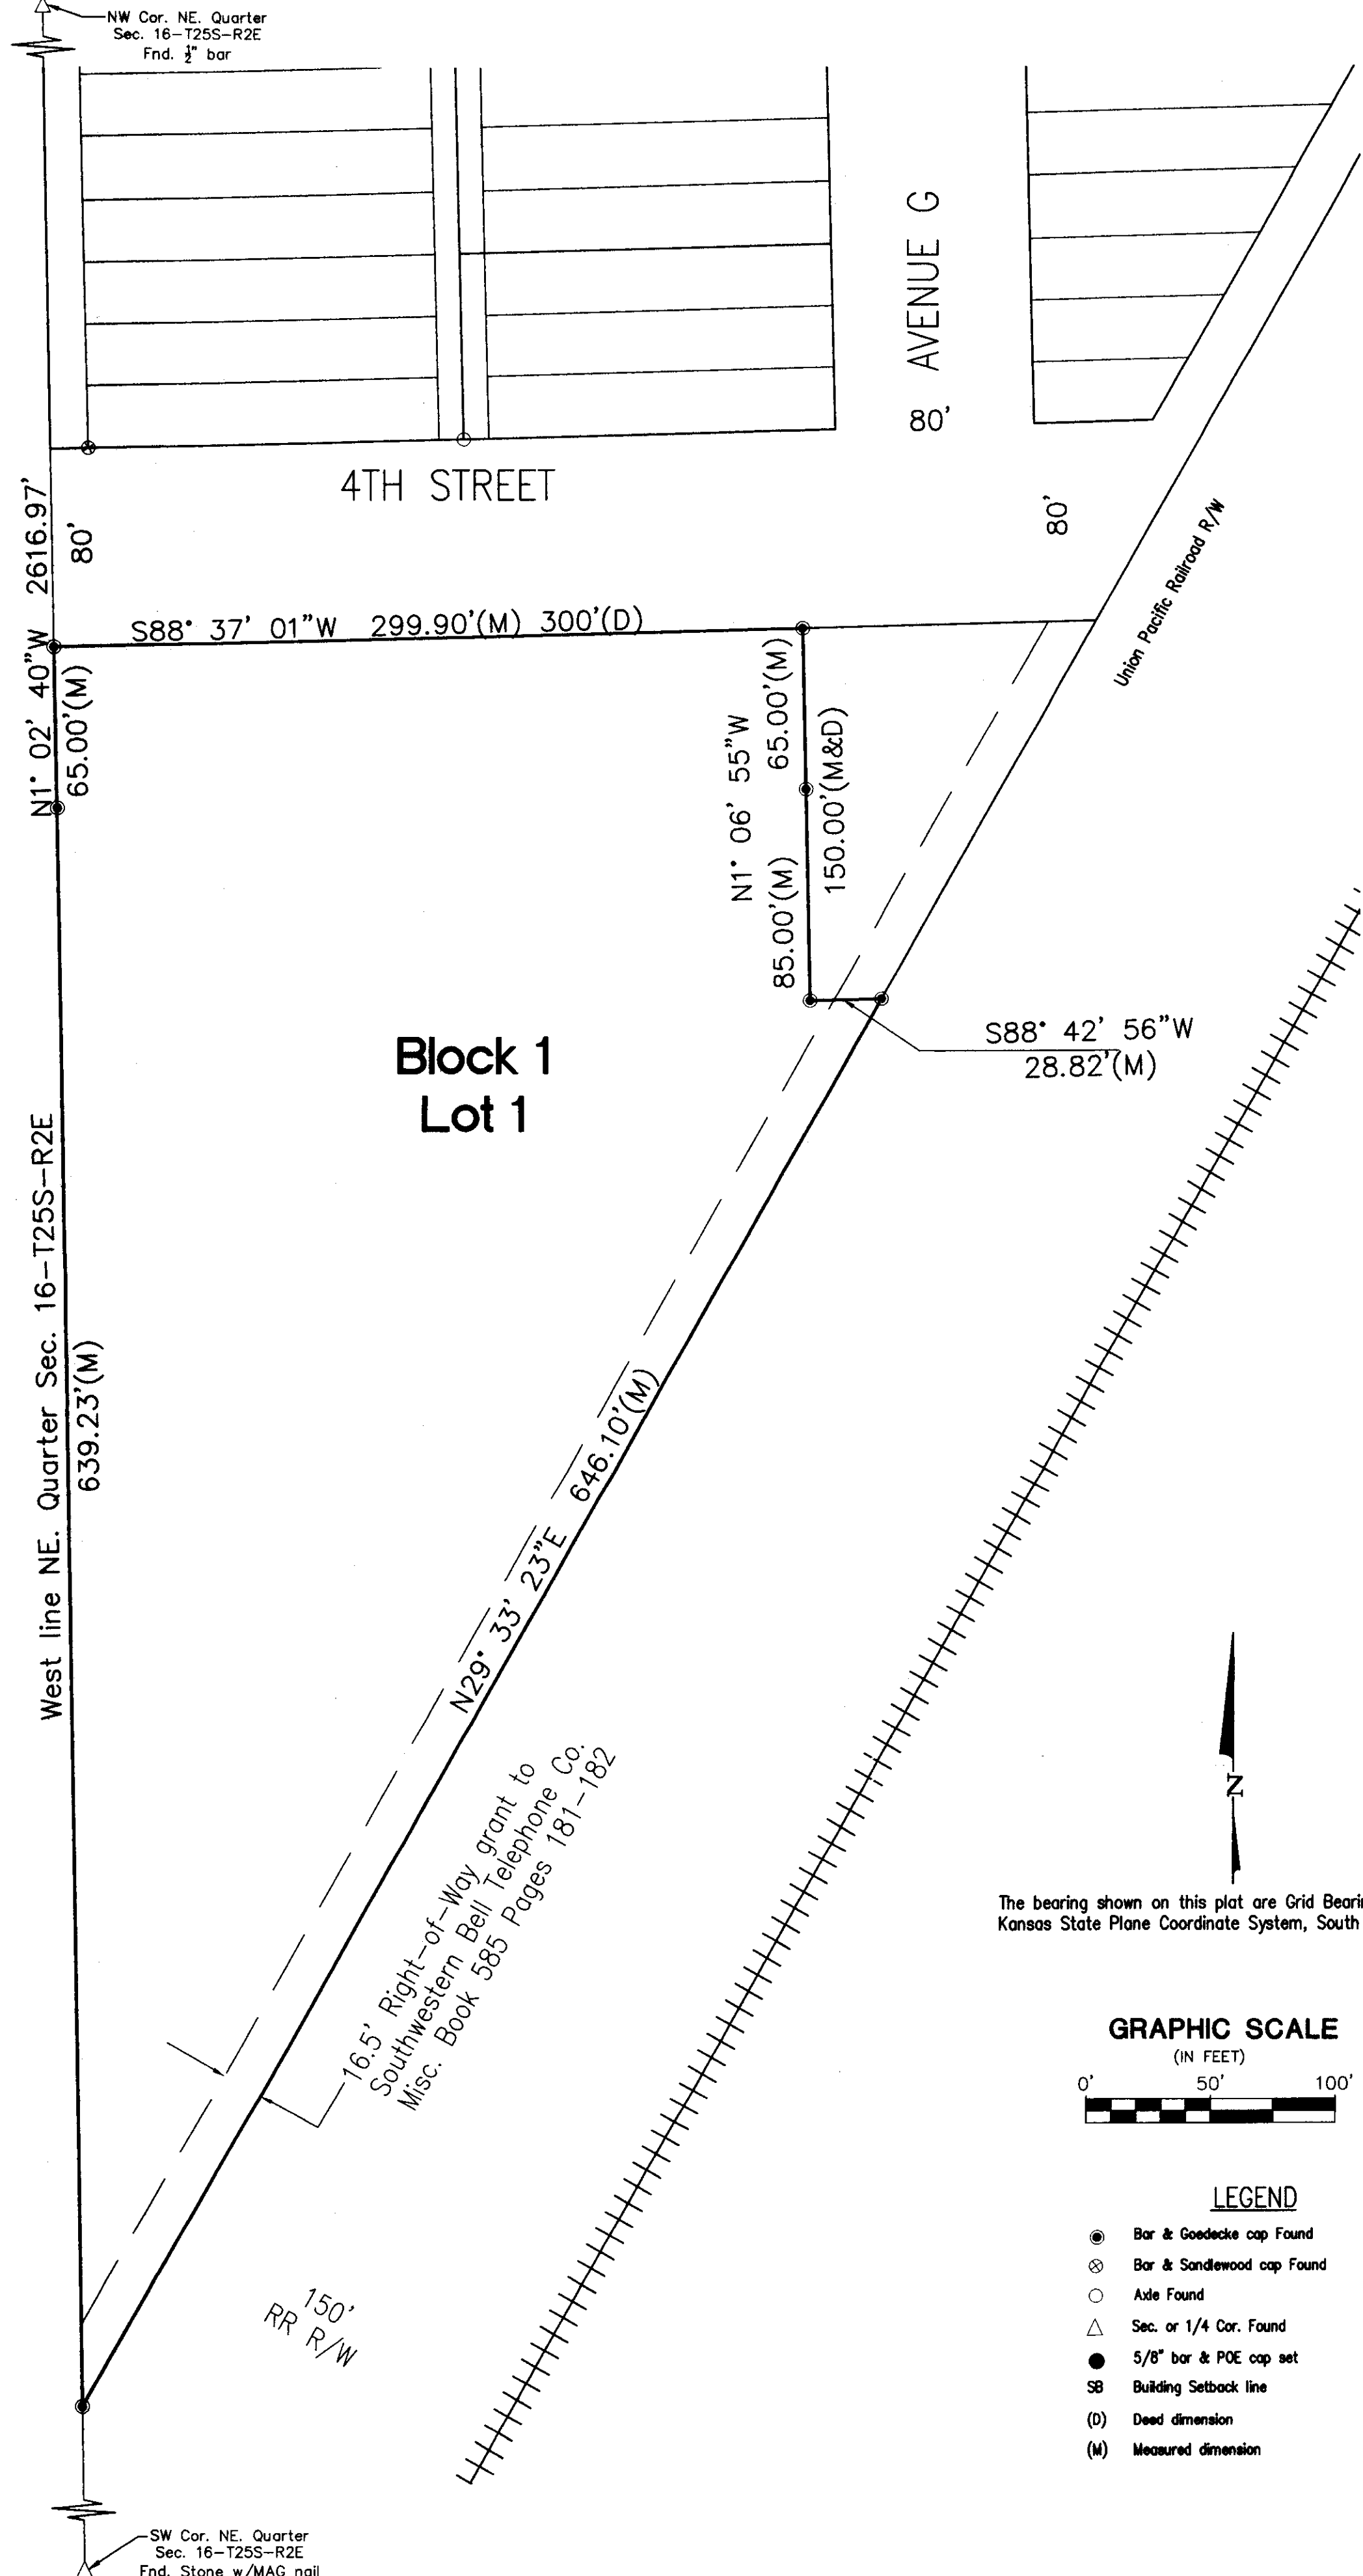 NW Cor. NE. Quarter
Sec. 16-T25S-R2E
Fnd. ½" bar
AVENUE G
80'
4TH STREET
80'
80'
Union Pacific Railroad R/W
N1° 02' 40"W 2616.97'
S88° 37' 01"W 299.90'(M) 300'(D)
65.00'(M)
N1° 06' 55"W
65.00'(M)
85.00'(M)
150.00'(M&D)
S88° 42' 56"W
28.82'(M)
Block 1
Lot 1
West line NE. Quarter Sec. 16-T25S-R2E
639.23'(M)
N29° 33' 23"E 646.10'(M)
16.5' Right-of-Way grant to
Southwestern Bell Telephone Co.
Misc. Book 585 Pages 181-182
150'
RR R/W
N
The bearing shown on this plat are Grid Beari
Kansas State Plane Coordinate System, South
GRAPHIC SCALE
(IN FEET)
0' 50' 100'
LEGEND
Bar & Goedecke cap Found
Bar & Sandlewood cap Found
Axle Found
Sec. or 1/4 Cor. Found
5/8" bar & POE cap set
SB Building Setback line
(D) Deed dimension
(M) Measured dimension
SW Cor. NE. Quarter
Sec. 16-T25S-R2E
Fnd. Stone w/MAG nail